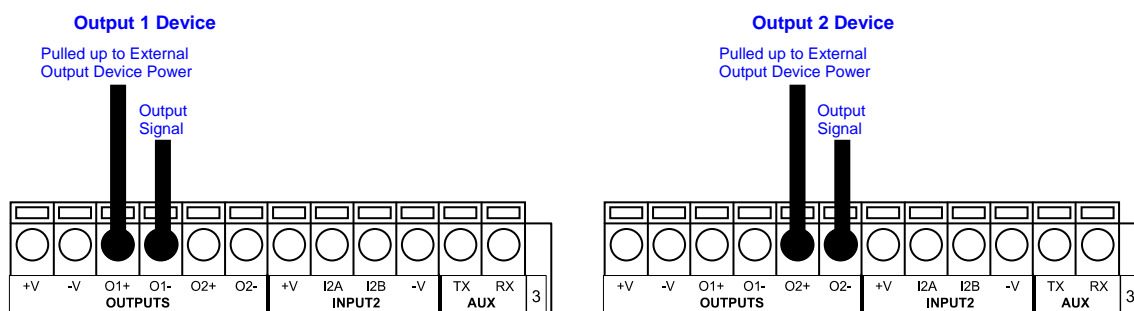 Output 1 Device
Pulled up to External
Output Device Power
Output
Signal
+V -V O1+ O1- O2+ O2- +V I2A I2B -V TX RX
OUTPUTS INPUT2 AUX 3
Output 2 Device
Pulled up to External
Output Device Power
Output
Signal
+V -V O1+ O1- O2+ O2- +V I2A I2B -V TX RX
OUTPUTS INPUT2 AUX 3